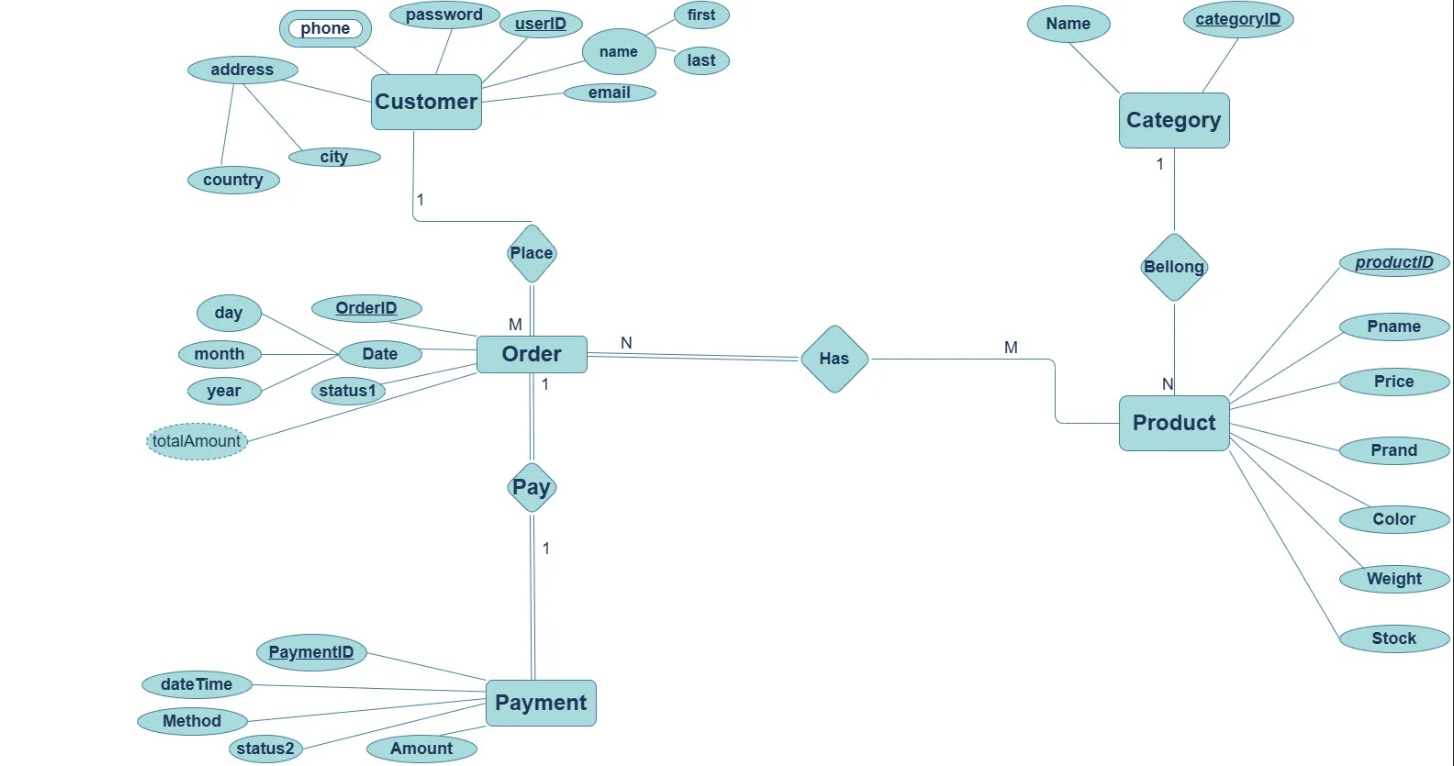 phone
password
userID
name
first
last
email
address
city
country
Customer
1
Place
M
Name
categoryID
Category
1
Bellong
N
day
month
year
Date
OrderID
status1
totalAmount
Order
N
Has
M
1
Pay
1
Product
productID
Pname
Price
Prand
Color
Weight
Stock
PaymentID
dateTime
Method
status2
Amount
Payment